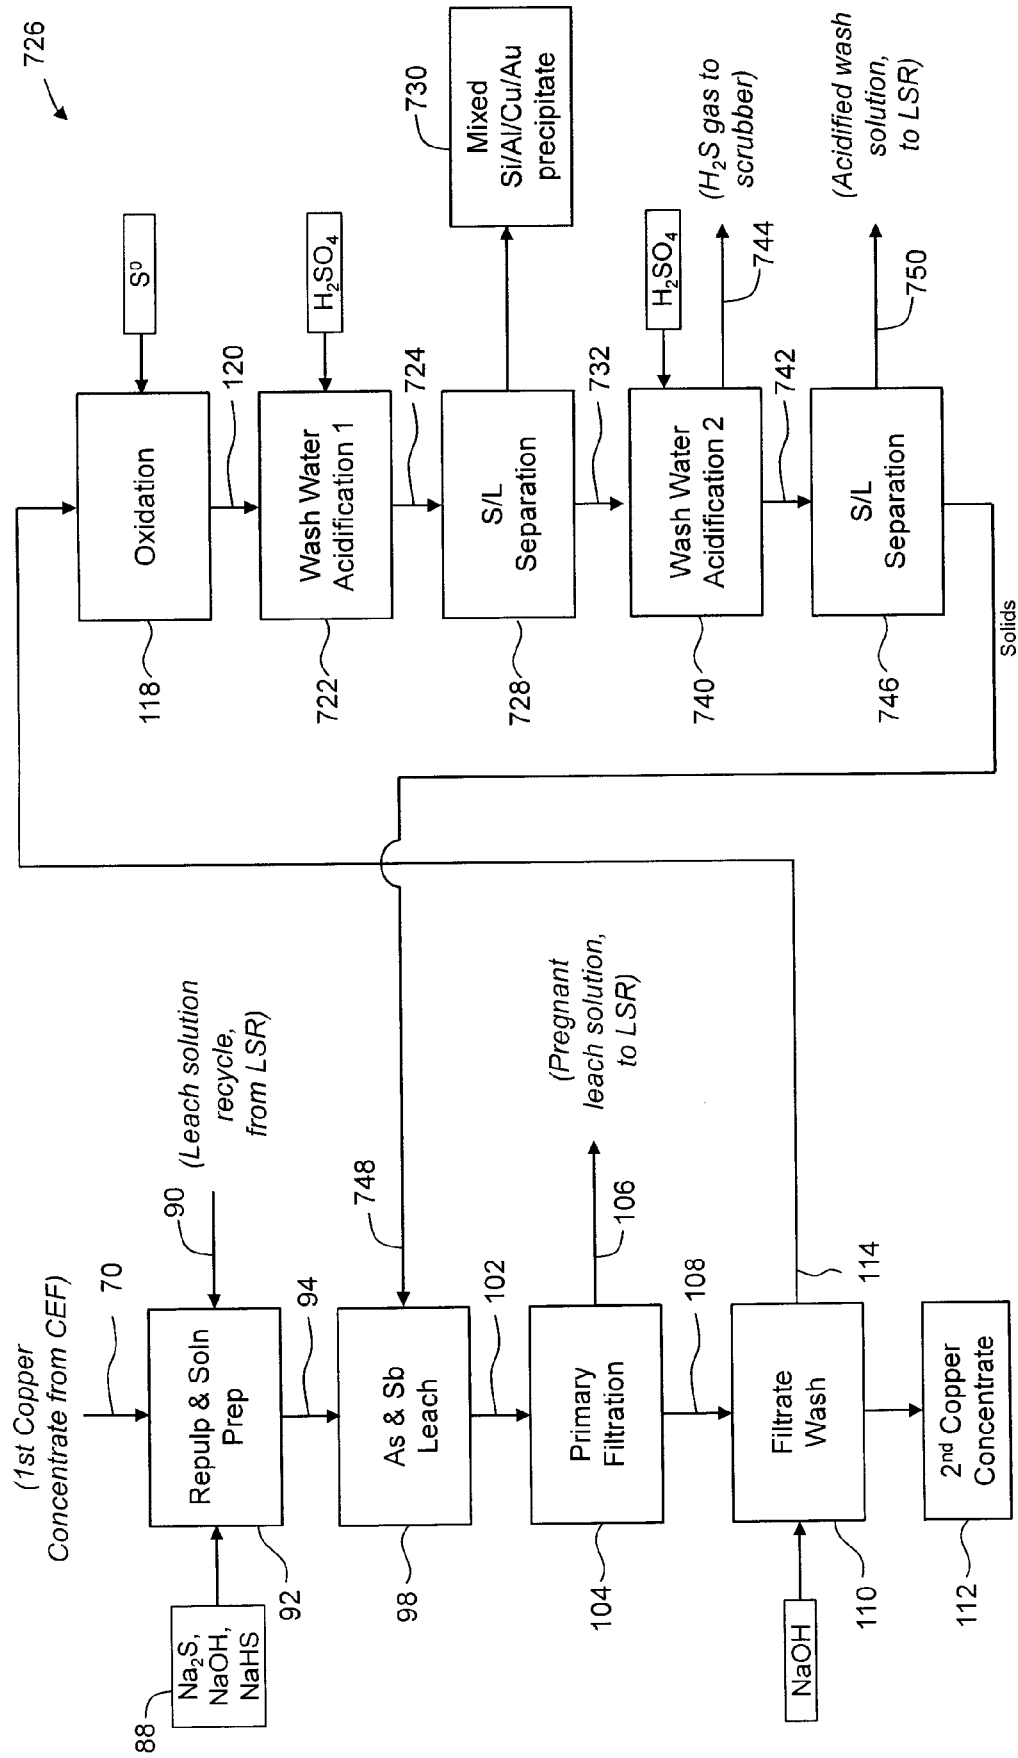 726
(1st Copper
Concentrate from CEF)
70
88
Na₂S,
NaOH,
NaHS
92
Repulp & Soln
Prep
90
(Leach solution
recycle,
from LSR)
94
98
As & Sb
Leach
748
102
104
Primary
Filtration
106
(Pregnant
leach solution,
to LSR)
108
NaOH
110
Filtrate
Wash
114
112
2nd Copper
Concentrate
118
Oxidation
S⁰
120
722
Wash Water
Acidification 1
H₂SO₄
724
728
S/L
Separation
730
Mixed
Si/Al/Cu/Au
precipitate
732
740
Wash Water
Acidification 2
H₂SO₄
744
(H₂S gas to
scrubber)
742
746
S/L
Separation
750
(Acidified wash
solution,
to LSR)
Solids